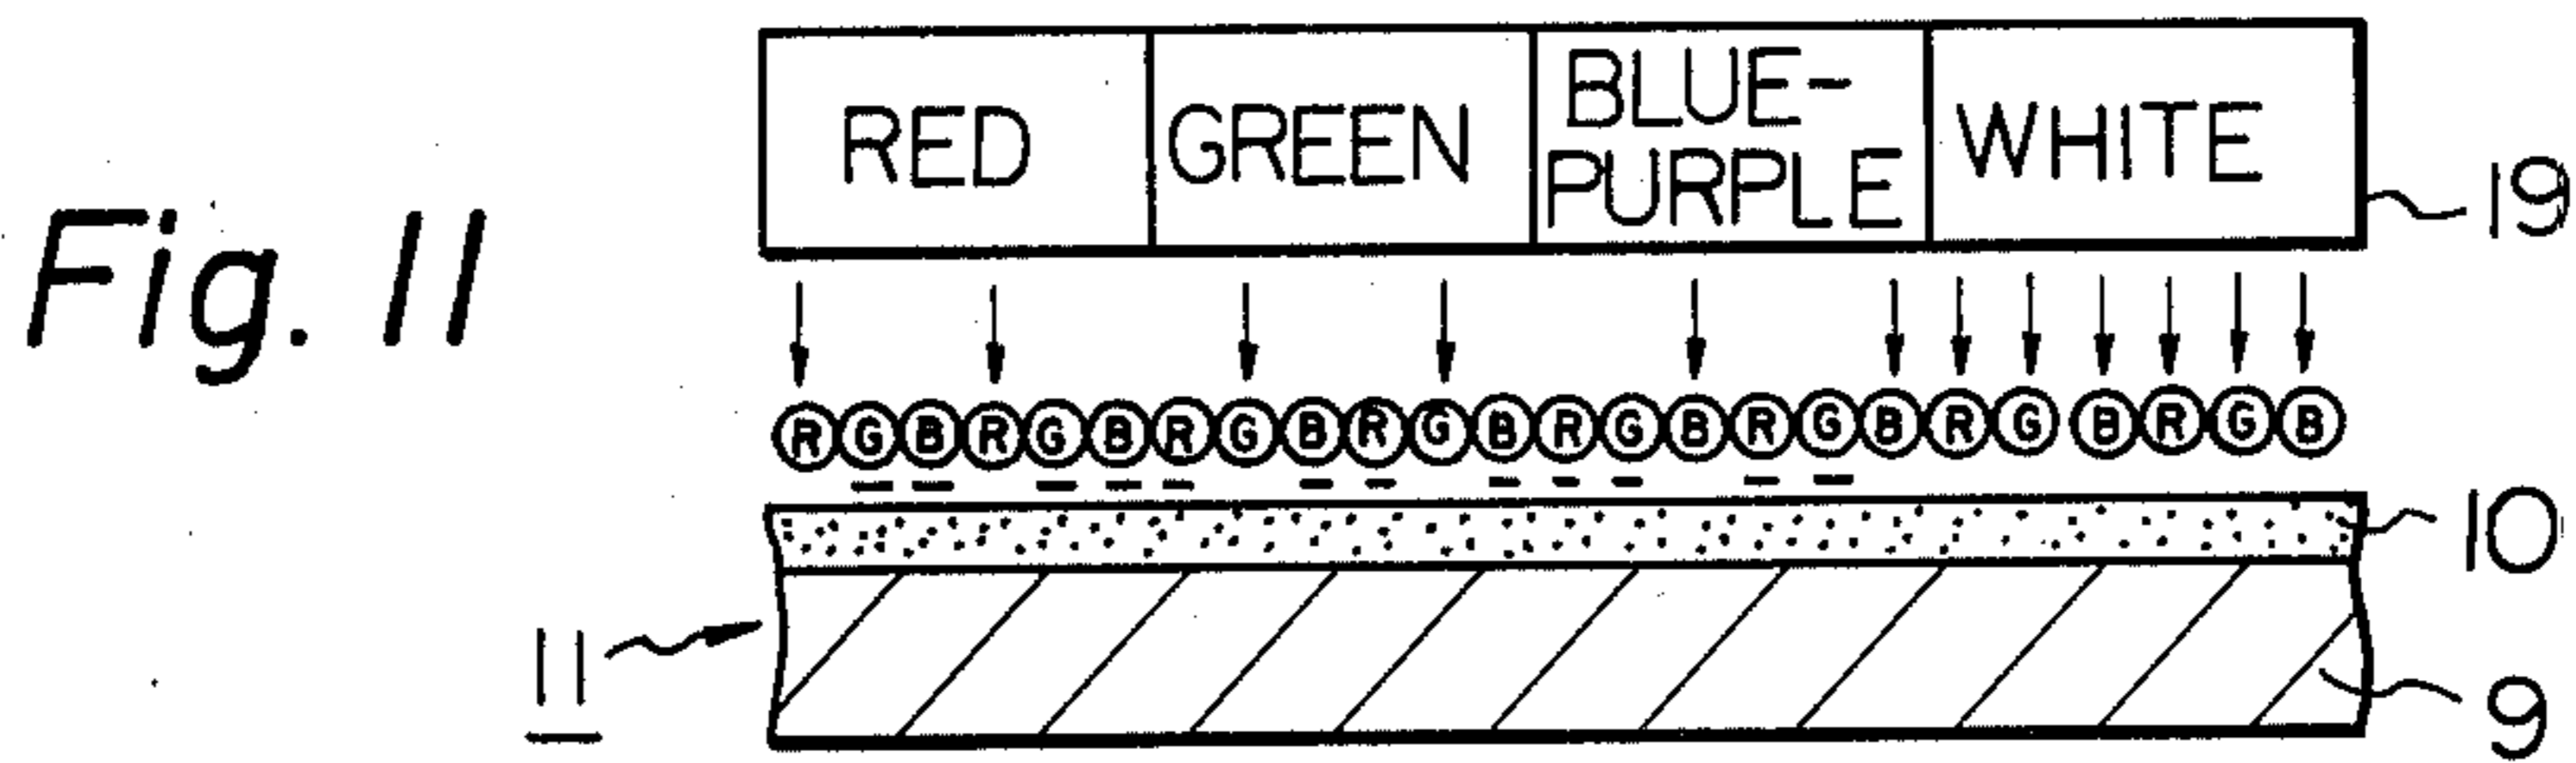 Fig. 11
RED GREEN BLUE-PURPLE WHITE
19
R G B R G B R G B R G B R G B R G B R G B R G B
10
11
9